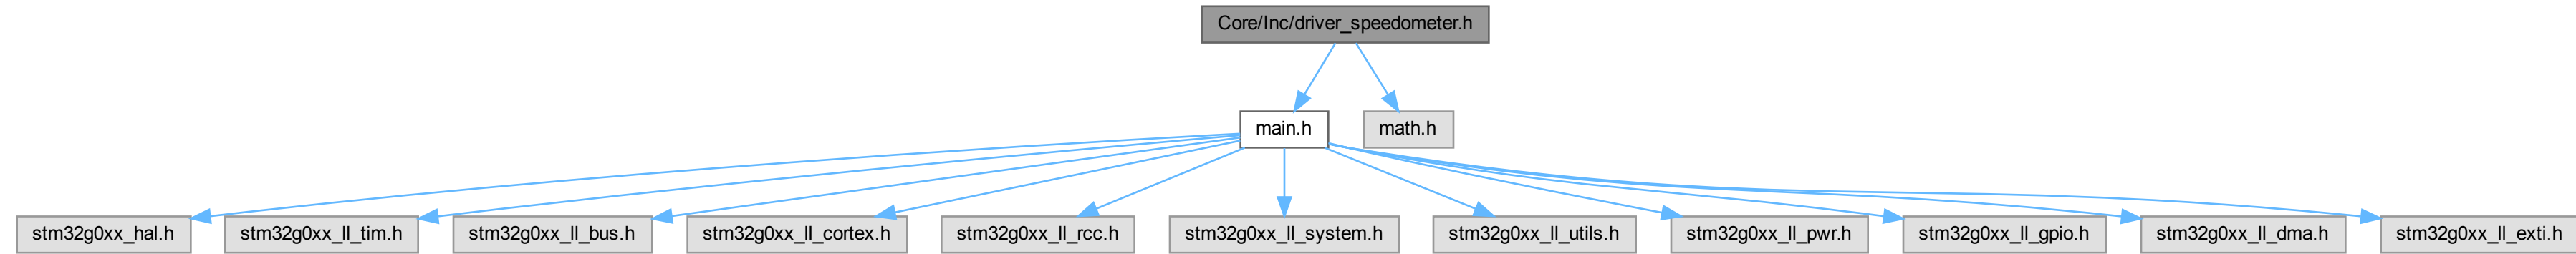 Core/Inc/driver_speedometer.h
main.h
math.h
stm32g0xx_hal.h
stm32g0xx_ll_tim.h
stm32g0xx_ll_bus.h
stm32g0xx_ll_cortex.h
stm32g0xx_ll_rcc.h
stm32g0xx_ll_system.h
stm32g0xx_ll_utils.h
stm32g0xx_ll_pwr.h
stm32g0xx_ll_gpio.h
stm32g0xx_ll_dma.h
stm32g0xx_ll_exti.h